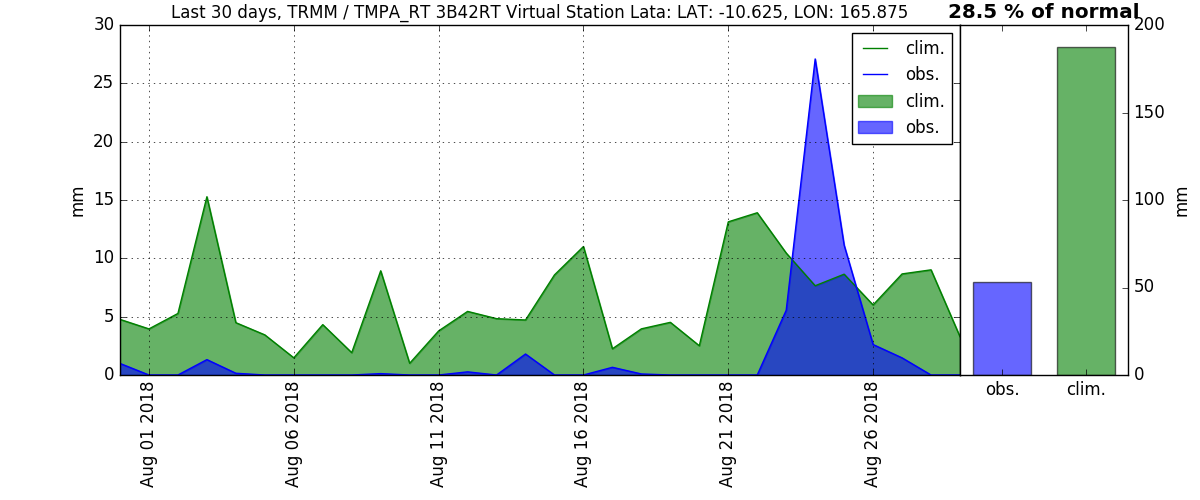 Last 30 days, TRMM / TMPA_RT 3B42RT Virtual Station Lata: LAT: -10.625, LON: 165.875
28.5 % of normal
30
25
20
15
10
5
0
mm
clim.
obs.
clim.
obs.
Aug 01 2018
Aug 06 2018
Aug 11 2018
Aug 16 2018
Aug 21 2018
Aug 26 2018
200
150
100
50
0
mm
obs.
clim.